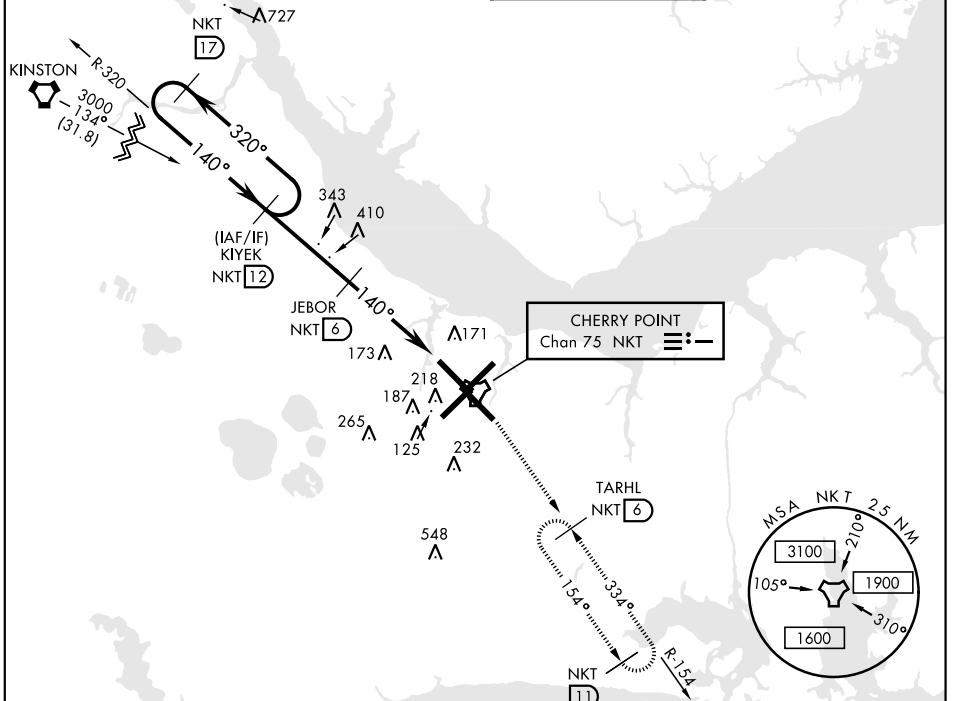 727
NKT
17
KINSTON
R-320
3000
134°
(31.8)
320°
140°
343
410
(IAF/IF)
KIYEK
NKT 12
JEBOR
NKT 6
140°
CHERRY POINT
Chan 75 NKT
171
173
218
187
265
125
232
TARHL
NKT 6
548
154°
334°
NKT
11
R-154
MSA NKT 25 NM
210°
3100
105°
1900
310°
1600